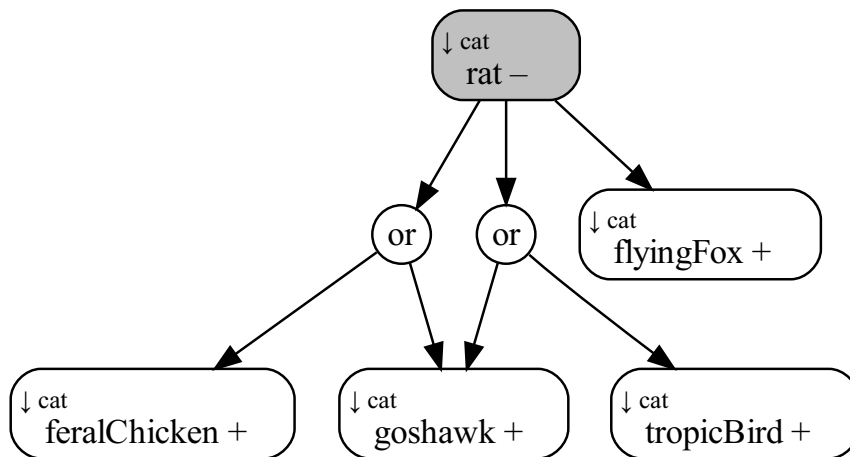 ↓ cat
rat –
or
or
↓ cat
flyingFox +
↓ cat
feralChicken +
↓ cat
goshawk +
↓ cat
tropicBird +